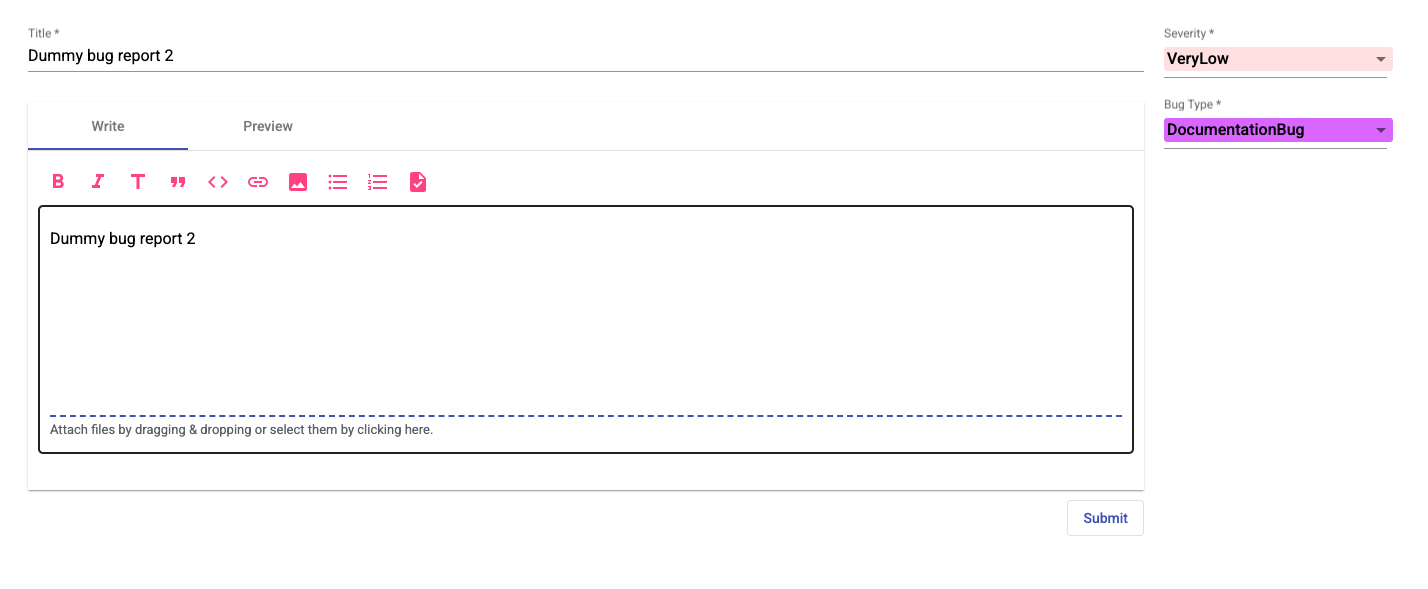 Title *
Dummy bug report 2
Severity *
VeryLow
Bug Type *
DocumentationBug
Write Preview
Dummy bug report 2
Attach files by dragging & dropping or select them by clicking here.
Submit